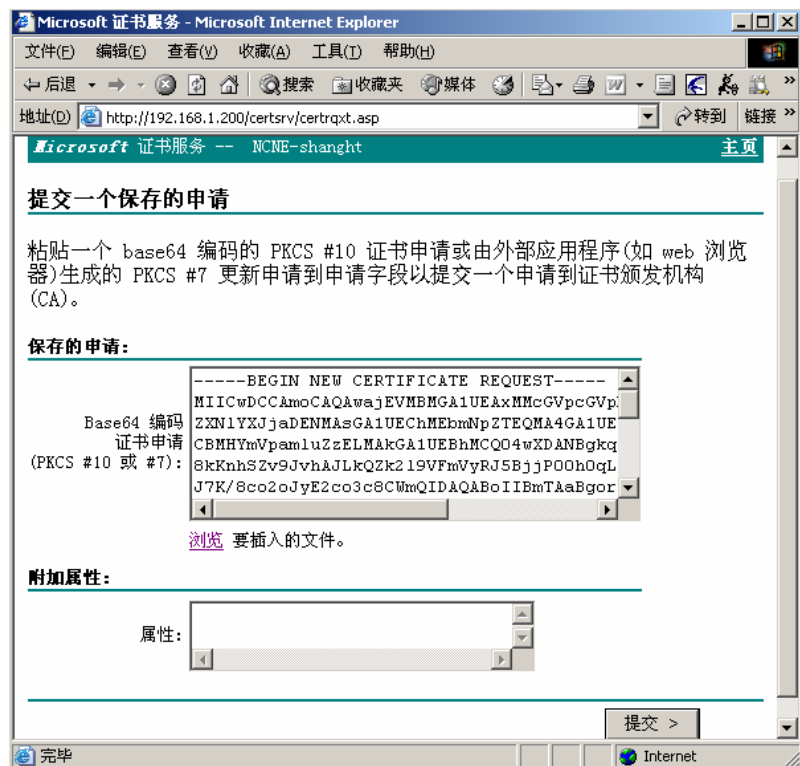 Microsoft 证书服务 - Microsoft Internet Explorer
文件(F) 编辑(E) 查看(V) 收藏(A) 工具(T) 帮助(H)
后退 搜索 收藏夹 媒体 »
地址(D) http://192.168.1.200/certsrv/certrqxt.asp 转到 链接 »
Microsoft 证书服务 -- NCNE-shanght 主页
提交一个保存的申请
粘贴一个 base64 编码的 PKCS #10 证书申请或由外部应用程序(如 web 浏览
器)生成的 PKCS #7 更新申请到申请字段以提交一个申请到证书颁发机构
(CA)。
保存的申请:
Base64 编码
证书申请
(PKCS #10 或 #7):
-----BEGIN NEW CERTIFICATE REQUEST-----
MIICwDCCAmoCAQAwajEVMBMGA1UEAxMMcGVpcGVp
ZXN1YXJjaDENMAsGA1UEChMEbmNpZTEQMA4GA1UE
CBMHYmVpamluZzELMAkGA1UEBhMCQ04wXDANBgkq
8kKnhSZv9JvhAJLkQZk2l9VFmVyRJ5BjjP00h0qL
J7K/8co2oJyE2co3c8CWmQIDAQABoIIBmTAaBgor
浏览 要插入的文件。
附加属性:
属性:
提交 >
完毕 Internet